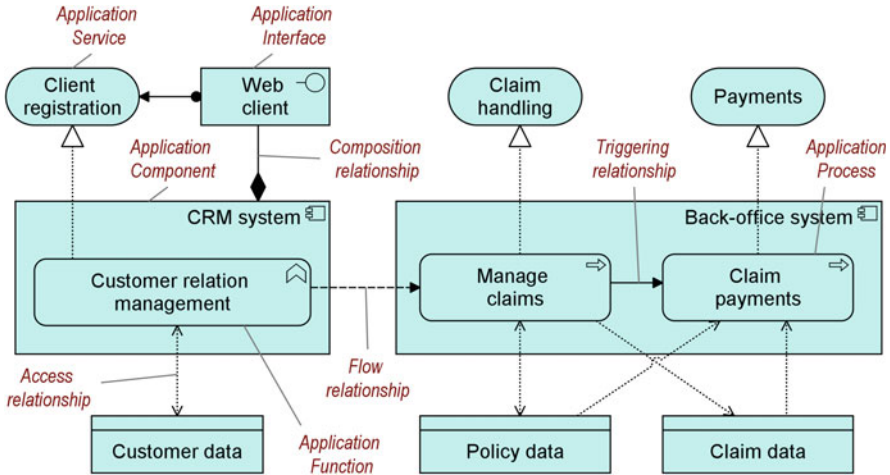 Application
Service
Application
Interface
Client
registration
Web
client
Claim
handling
Payments
Application
Component
Composition
relationship
Triggering
relationship
Application
Process
CRM system
Back-office system
Customer relation
management
Manage
claims
Claim
payments
Access
relationship
Flow
relationship
Customer data
Application
Function
Policy data
Claim data